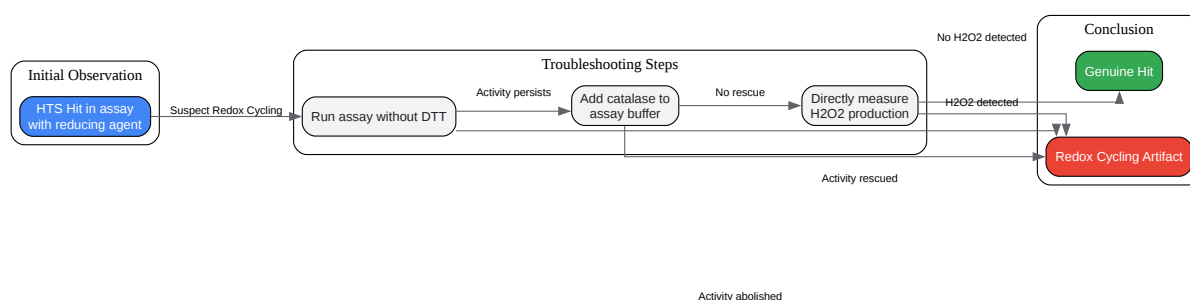 Initial Observation
HTS Hit in assay
with reducing agent
Suspect Redox Cycling
Troubleshooting Steps
Run assay without DTT
Activity persists
Add catalase to
assay buffer
No rescue
Directly measure
H2O2 production
No H2O2 detected
H2O2 detected
Activity rescued
Activity abolished
Conclusion
Genuine Hit
Redox Cycling Artifact